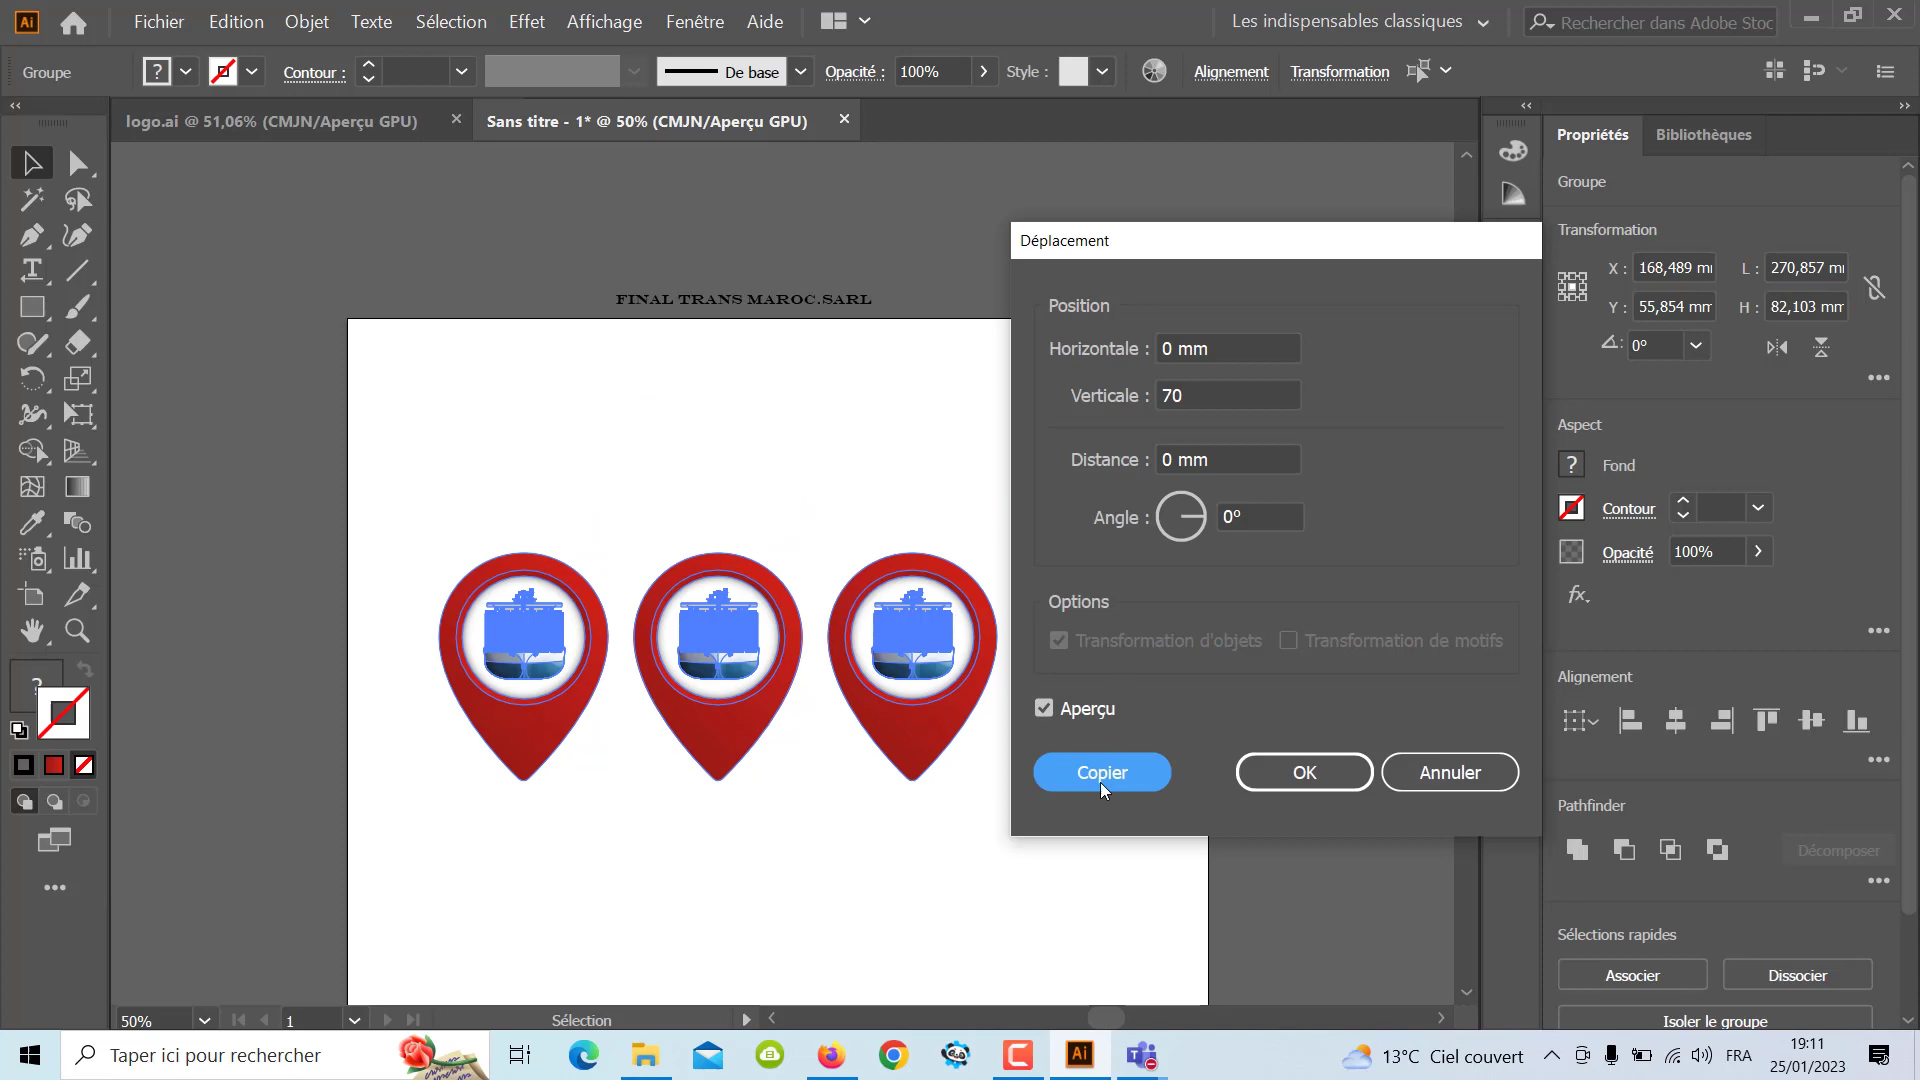 Ai Fichier Edition Objet Texte Sélection Effet Affichage Fenêtre Aide Les indispensables classiques Rechercher dans Adobe Stoc
Groupe ? Contour : De base Opacité : 100% Style : Alignement Transformation
logo.ai @ 51,06% (CMJN/Aperçu GPU) Sans titre - 1* @ 50% (CMJN/Aperçu GPU)
Propriétés Bibliothèques
Groupe
Transformation
X : 168,489 mm L : 270,857 mm
Y : 55,854 mm H : 82,103 mm
0°
Aspect
? Fond
Contour
Opacité 100%
fx.
Alignement
Pathfinder
Décomposer
Sélections rapides
Associer Dissocier
Isoler le groupe
FINAL TRANS MAROC.SARL
Déplacement
Position
Horizontale : 0 mm
Verticale : 70
Distance : 0 mm
Angle : 0°
Options
Transformation d'objets Transformation de motifs
Aperçu
Copier OK Annuler
?
50% 1 Sélection
Taper ici pour rechercher Ai 13°C Ciel couvert FRA 19:11
25/01/2023